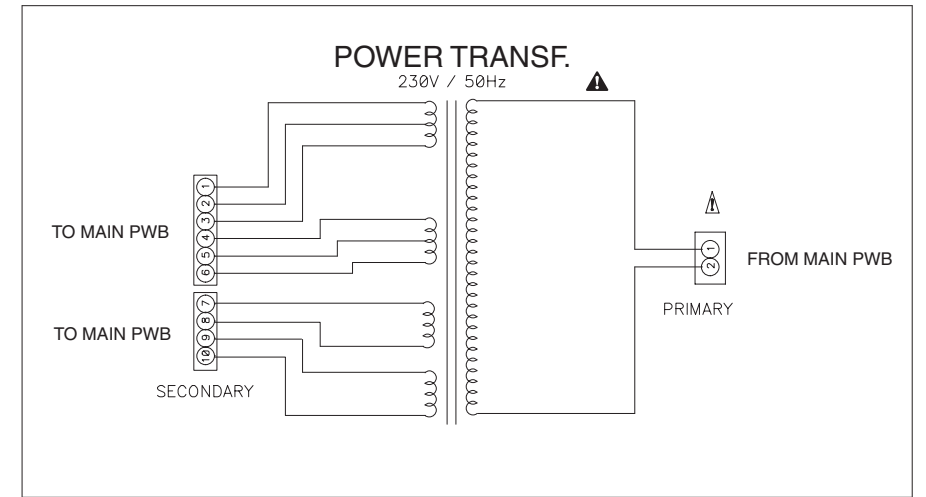 POWER TRANSF.
230V / 50Hz
TO MAIN PWB
1
2
3
4
5
6
TO MAIN PWB
7
8
9
10
SECONDARY
1
2
FROM MAIN PWB
PRIMARY